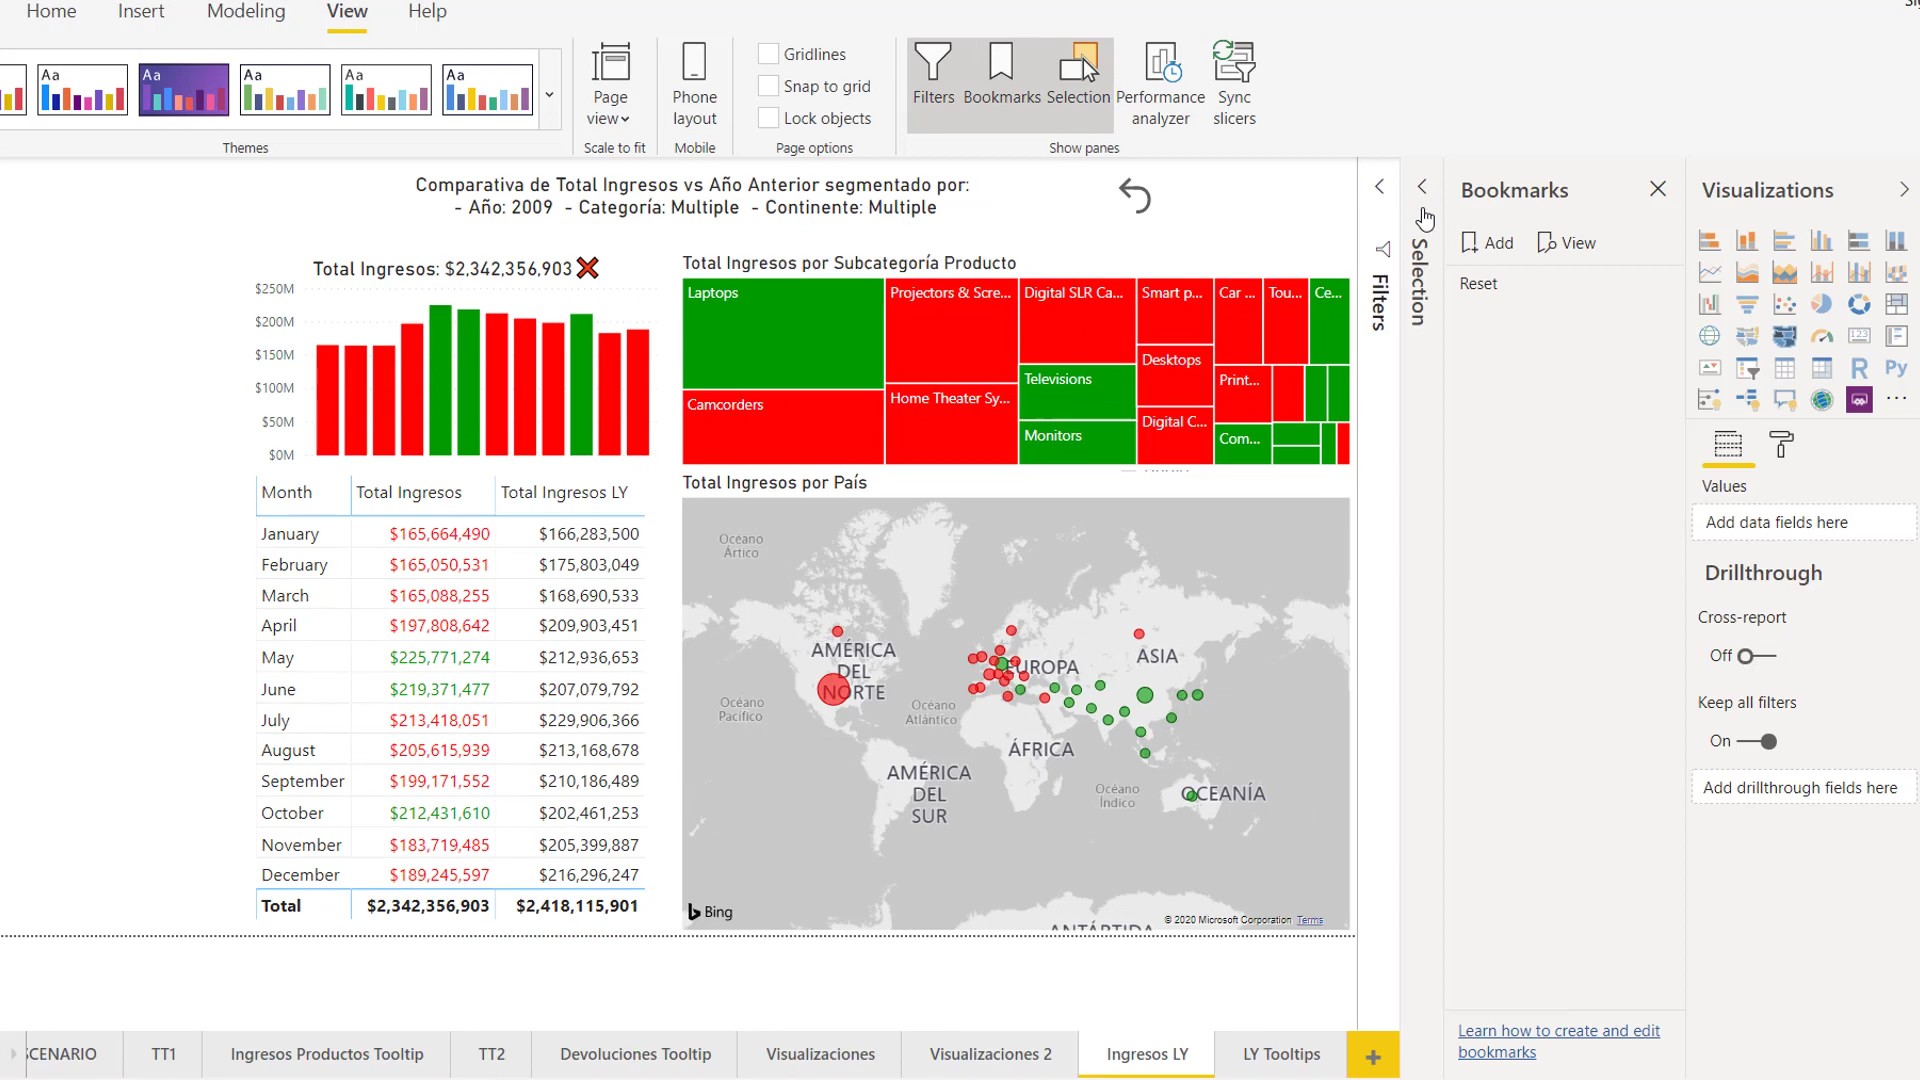 Home Insert Modeling View Help
Aa Aa Aa Aa Aa
Page view
Phone layout
Gridlines
Snap to grid
Lock objects
Filters Bookmarks Selection Performance analyzer Sync slicers
Themes Scale to fit Mobile Page options Show panes
Comparativa de Total Ingresos vs Año Anterior segmentado por:
- Año: 2009 - Categoría: Multiple - Continente: Multiple
Total Ingresos: $2,342,356,903
$250M
$200M
$150M
$100M
$50M
$0M
Month Total Ingresos Total Ingresos LY
January $165,664,490 $166,283,500
February $165,050,531 $175,803,049
March $165,088,255 $168,690,533
April $197,808,642 $209,903,451
May $225,771,274 $212,936,653
June $219,371,477 $207,079,792
July $213,418,051 $229,906,366
August $205,615,939 $213,168,678
September $199,171,552 $210,186,489
October $212,431,610 $202,461,253
November $183,719,485 $205,399,887
December $189,245,597 $216,296,247
Total $2,342,356,903 $2,418,115,901
Total Ingresos por Subcategoría Producto
Laptops
Camcorders
Projectors & Scre...
Home Theater Sy...
Digital SLR Ca...
Televisions
Monitors
Smart p...
Desktops
Digital C...
Car ...
Tou...
Ce...
Print...
Com...
Total Ingresos por País
Océano
Ártico
AMÉRICA
DEL
NORTE
EUROPA
ASIA
Océano
Pacífico
Océano
Atlántico
ÁFRICA
AMÉRICA
DEL
SUR
Océano
Índico
OCEANÍA
ANTÁRTIDA
Bing
© 2020 Microsoft Corporation Terms
Filters
Selection
Bookmarks
Add View
Reset
Learn how to create and edit
bookmarks
Visualizations
123
R Py
Values
Add data fields here
Drillthrough
Cross-report
Off
Keep all filters
On
Add drillthrough fields here
SCENARIO TT1 Ingresos Productos Tooltip TT2 Devoluciones Tooltip Visualizaciones Visualizaciones 2 Ingresos LY LY Tooltips